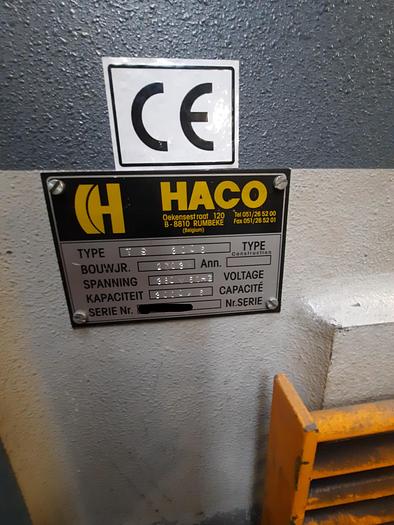 CE
H HACO
Oekensestraat 120
B-8810 RUMBEKE
(Belgium)
Tel 051/26 52 00
Fax 051/26 52 01
TYPE TYPE
Construction
BOUWJR. Ann.
SPANNING VOLTAGE
KAPACITEIT CAPACITÉ
SERIE Nr. Nr. SERIE